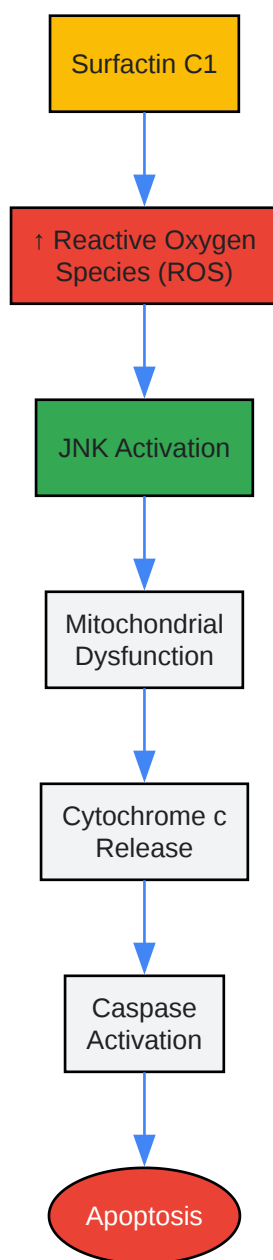 Surfactin C1
↑ Reactive Oxygen
Species (ROS)
JNK Activation
Mitochondrial
Dysfunction
Cytochrome c
Release
Caspase
Activation
Apoptosis